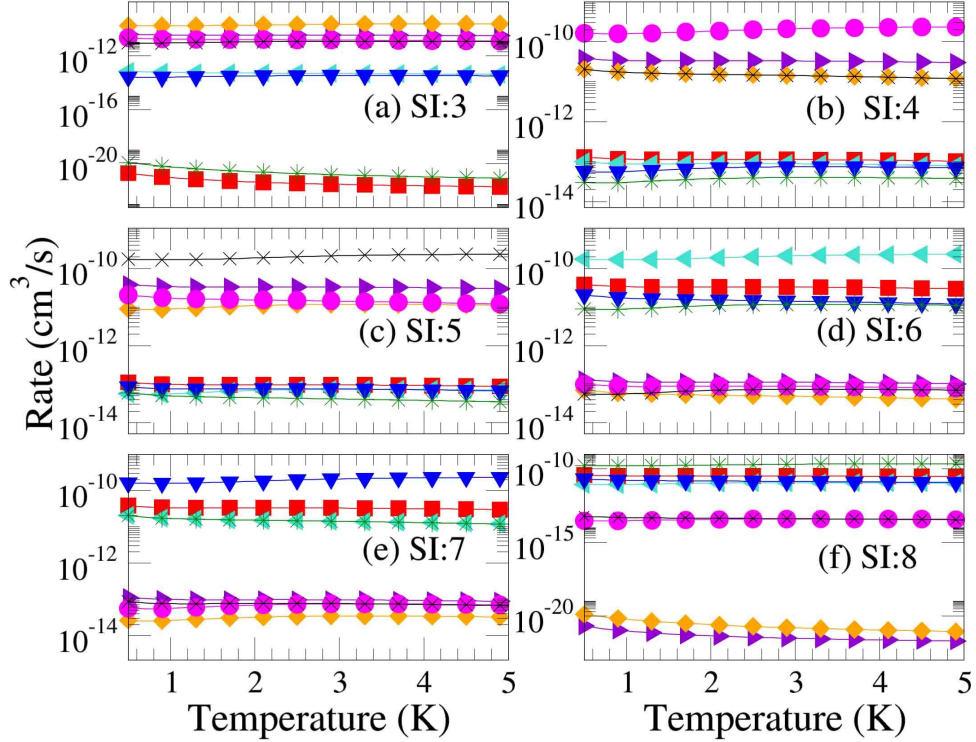 10^-12
10^-16
10^-20
(a) SI:3
10^-10
10^-12
10^-14
(b) SI:4
Rate (cm^3/s)
10^-10
10^-12
10^-14
(c) SI:5
10^-10
10^-12
10^-14
(d) SI:6
10^-10
10^-12
10^-14
(e) SI:7
10^-10
10^-15
10^-20
(f) SI:8
1 2 3 4 5
1 2 3 4 5
Temperature (K)
Temperature (K)